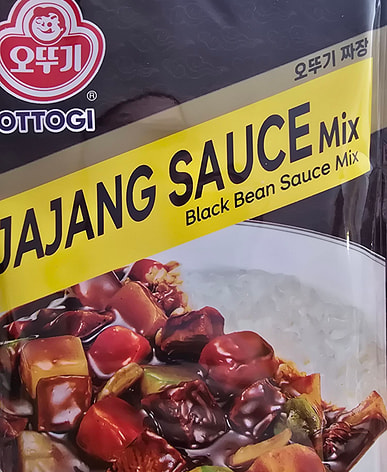 오뚜기
®
OTTOGI
오뚜기 짜장
JAJANG SAUCE Mix
Black Bean Sauce Mix